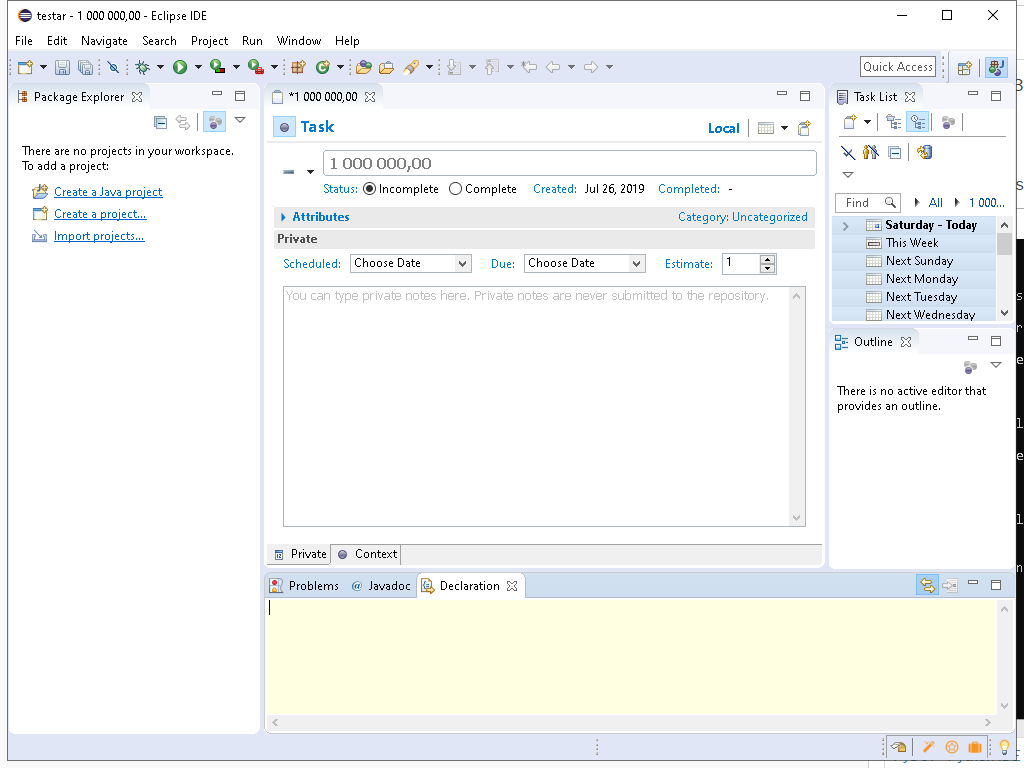 testar - 1 000 000,00 - Eclipse IDE
File Edit Navigate Search Project Run Window Help
Quick Access
Package Explorer
There are no projects in your workspace.
To add a project:
Create a Java project
Create a project...
Import projects...
*1 000 000,00
Task
Local
1 000 000,00
Status: Incomplete Complete Created: Jul 26, 2019 Completed: -
Attributes Category: Uncategorized
Private
Scheduled: Choose Date Due: Choose Date Estimate: 1
You can type private notes here. Private notes are never submitted to the repository.
Private Context
Task List
Find All 1 000...
Saturday - Today
This Week
Next Sunday
Next Monday
Next Tuesday
Next Wednesday
Outline
There is no active editor that
provides an outline.
Problems @ Javadoc Declaration